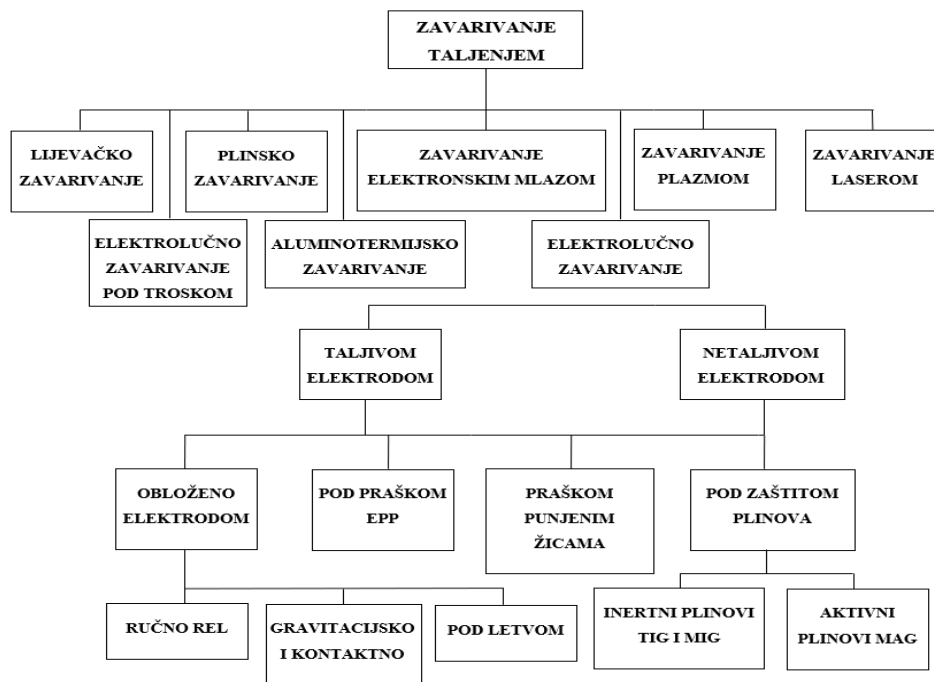 ZAVARIVANJE
TALJENJEM
LIJEVAČKO
ZAVARIVANJE
PLINSKO
ZAVARIVANJE
ZAVARIVANJE
ELEKTRONSKIM MLAZOM
ZAVARIVANJE
PLAZMOM
ZAVARIVANJE
LASEROM
ELEKTROLUČNO
ZAVARIVANJE
POD TROSKOM
ALUMINOTERMIJSKO
ZAVARIVANJE
ELEKTROLUČNO
ZAVARIVANJE
TALJIVOM
ELEKTRODOM
NETALJIVOM
ELEKTRODOM
OBLOŽENO
ELEKTRODOM
POD PRAŠKOM
EPP
PRAŠKOM
PUNJENIM
ŽICAMA
POD ZAŠTITOM
PLINOVA
RUČNO REL
GRAVITACIJSKO
I KONTAKTNO
POD LETVOM
INERTNI PLINOVI
TIG I MIG
AKTIVNI
PLINOVI MAG